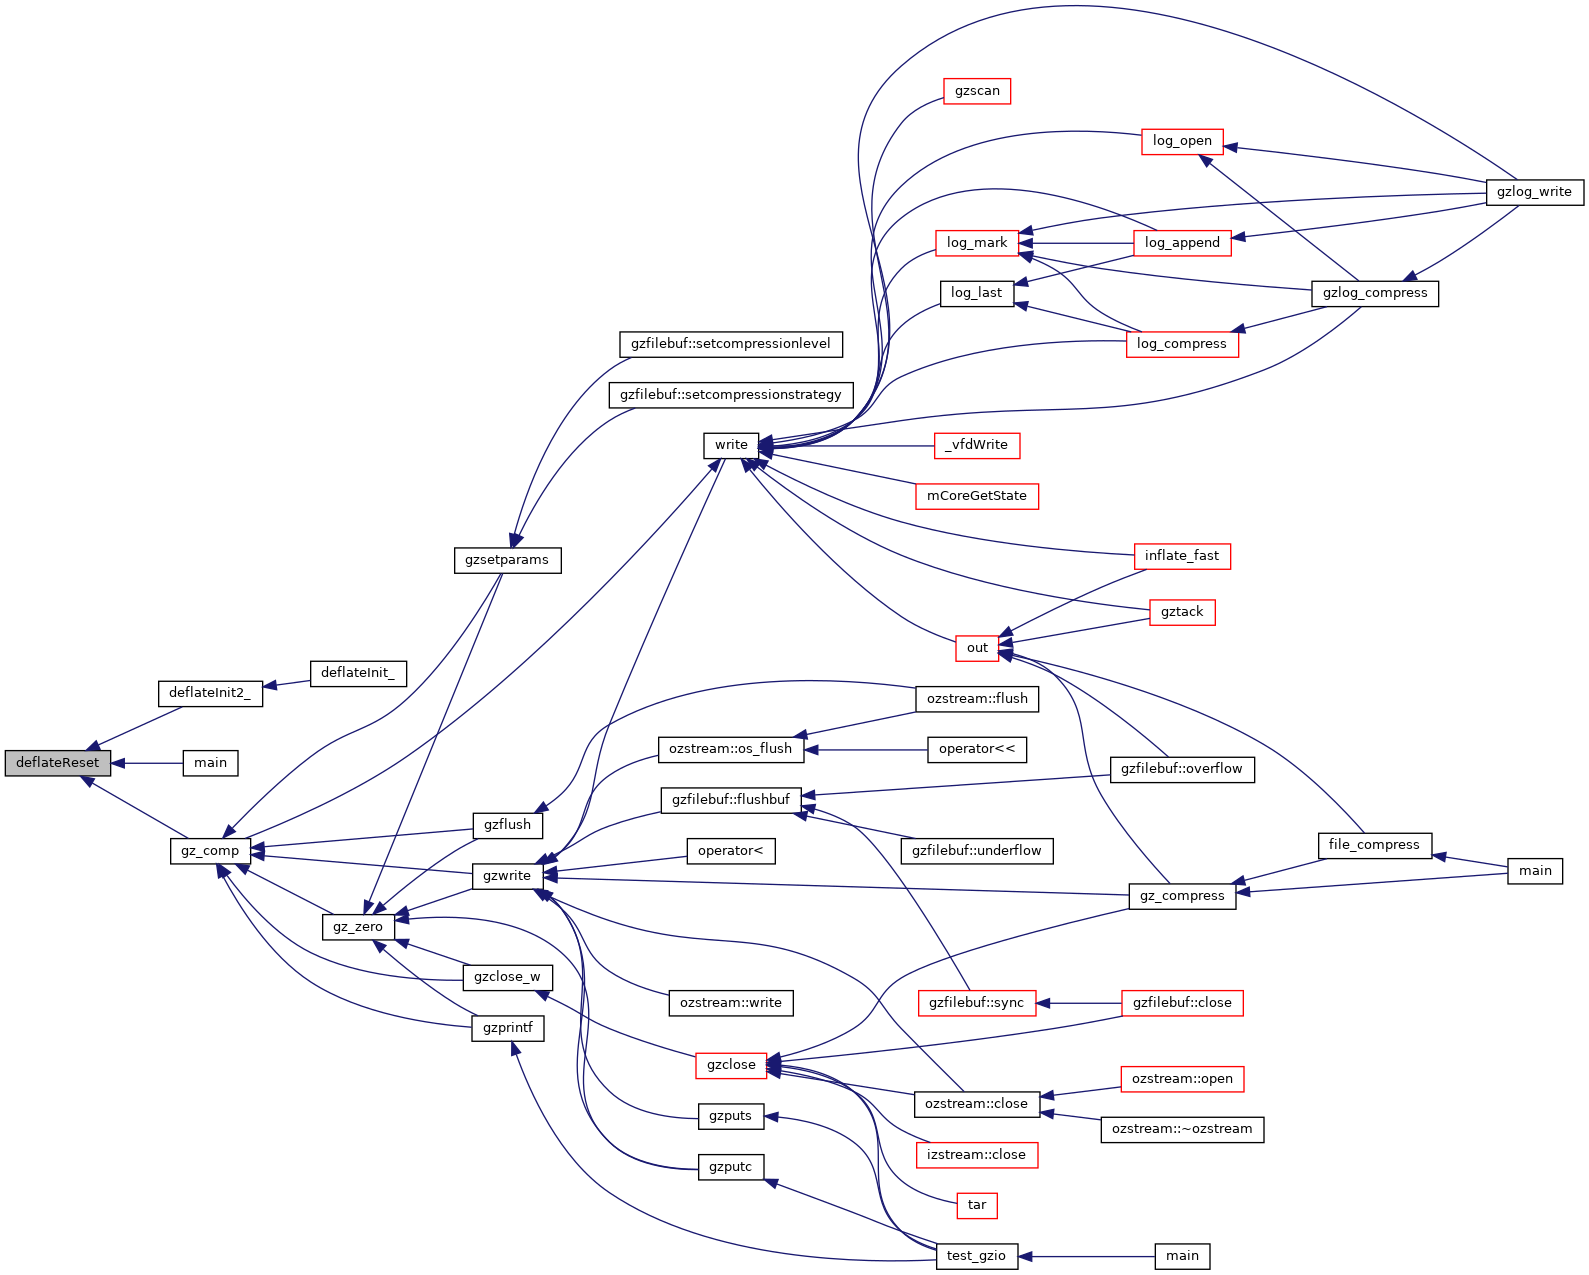 gzscan
log_open
gzlog_write
log_mark
log_append
log_last
gzlog_compress
gzfilebuf::setcompressionlevel
log_compress
gzfilebuf::setcompressionstrategy
write
_vfdWrite
mCoreGetState
gzsetparams
inflate_fast
gztack
out
deflateInit_
deflateInit2_
ozstream::flush
deflateReset
main
ozstream::os_flush
operator<<
gzfilebuf::overflow
gzfilebuf::flushbuf
gzflush
gz_comp
operator<
gzfilebuf::underflow
file_compress
gzwrite
main
gz_compress
gz_zero
gzclose_w
ozstream::write
gzfilebuf::sync
gzfilebuf::close
gzprintf
gzclose
ozstream::open
ozstream::close
gzputs
ozstream::~ozstream
izstream::close
gzputc
tar
test_gzio
main